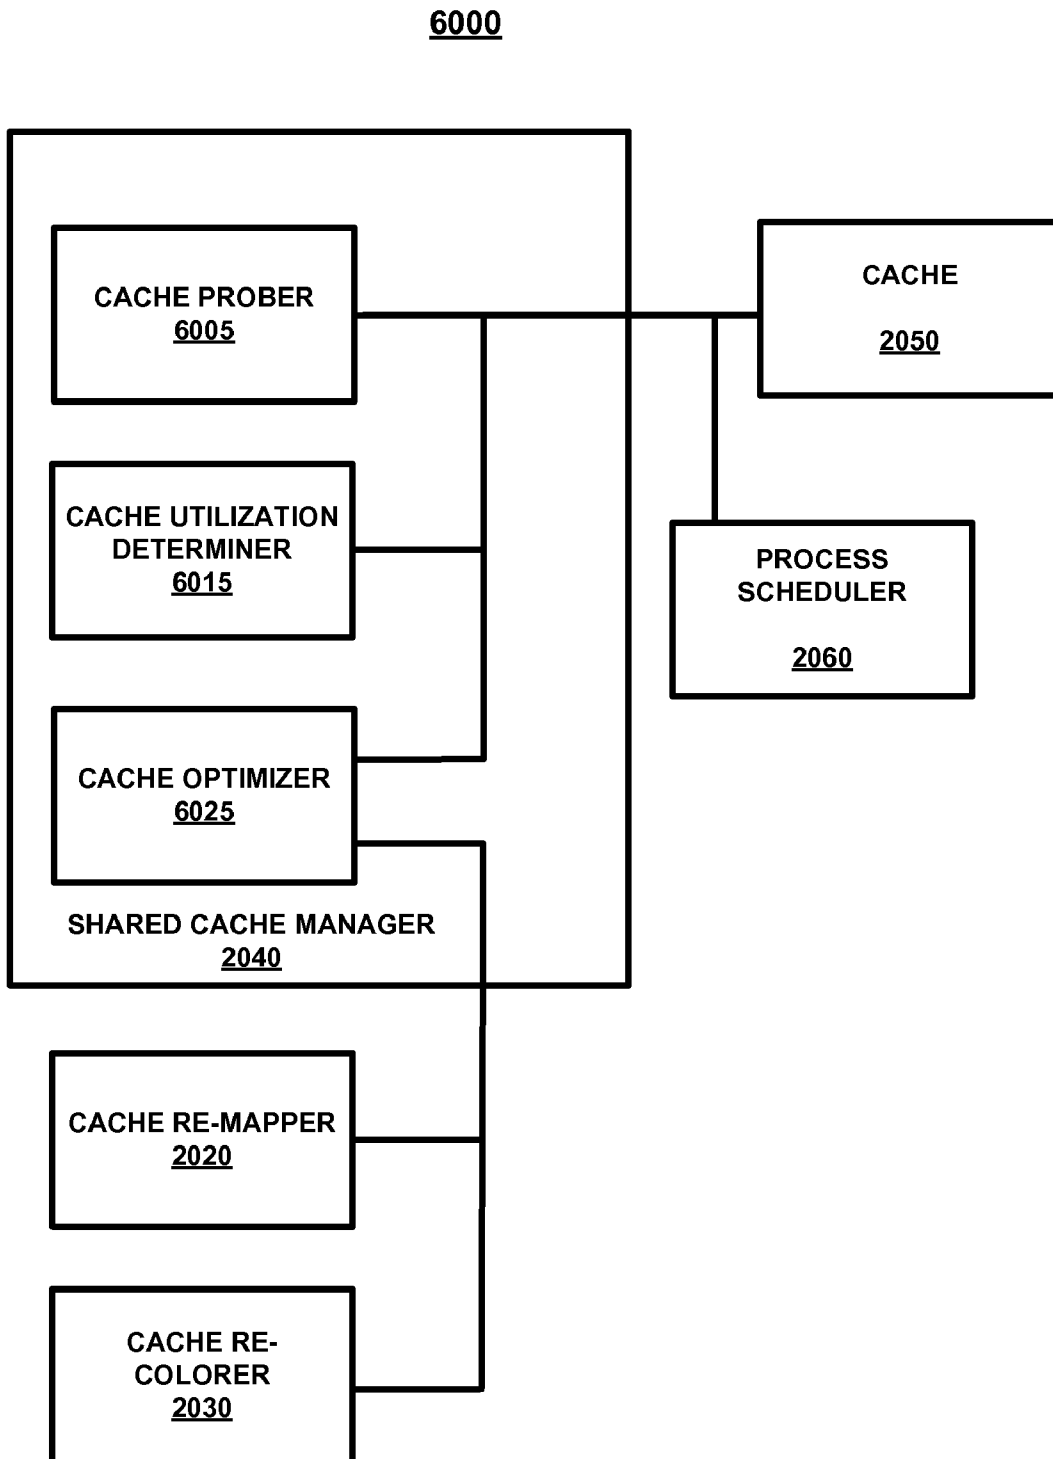 6000
CACHE PROBER
6005
CACHE
2050
CACHE UTILIZATION
DETERMINER
6015
PROCESS
SCHEDULER
2060
CACHE OPTIMIZER
6025
SHARED CACHE MANAGER
2040
CACHE RE-MAPPER
2020
CACHE RE-
COLORER
2030